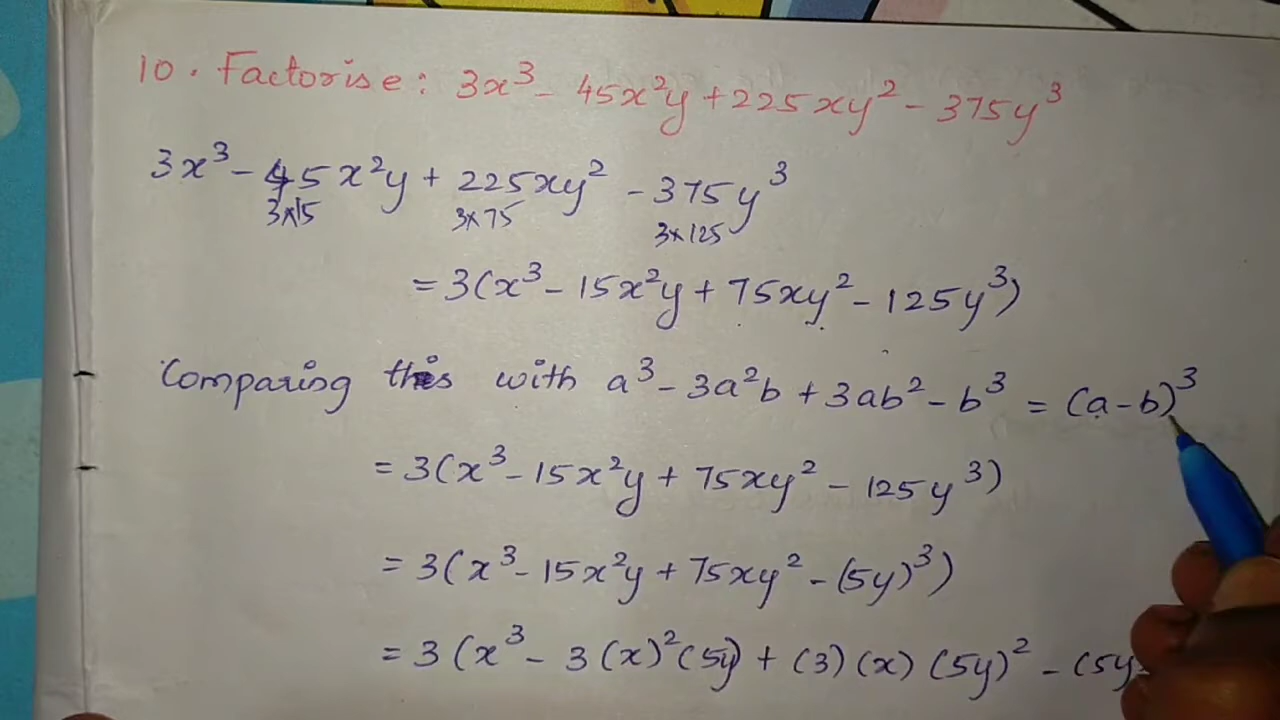 10. Factorise: 3x³ - 45x²y + 225xy² - 375y³
3x³ - 45x²y + 225xy² - 375y³
3x15 3x75 3x125
= 3(x³ - 15x²y + 75xy² - 125y³)
Comparing this with a³ - 3a²b + 3ab² - b³ = (a-b)³
= 3(x³ - 15x²y + 75xy² - 125y³)
= 3(x³ - 15x²y + 75xy² - (5y)³)
= 3(x³ - 3(x)²(5y) + (3)(x)(5y)² - (5y